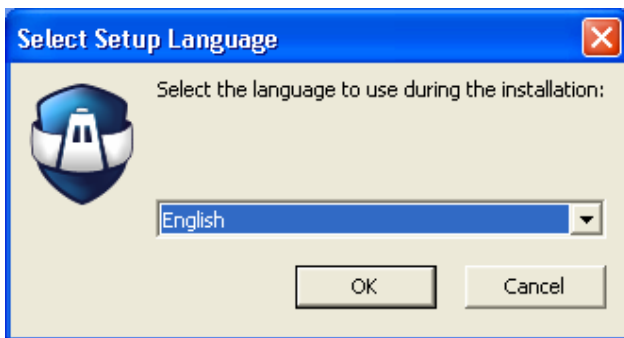 Select Setup Language
Select the language to use during the installation:
English
OK
Cancel